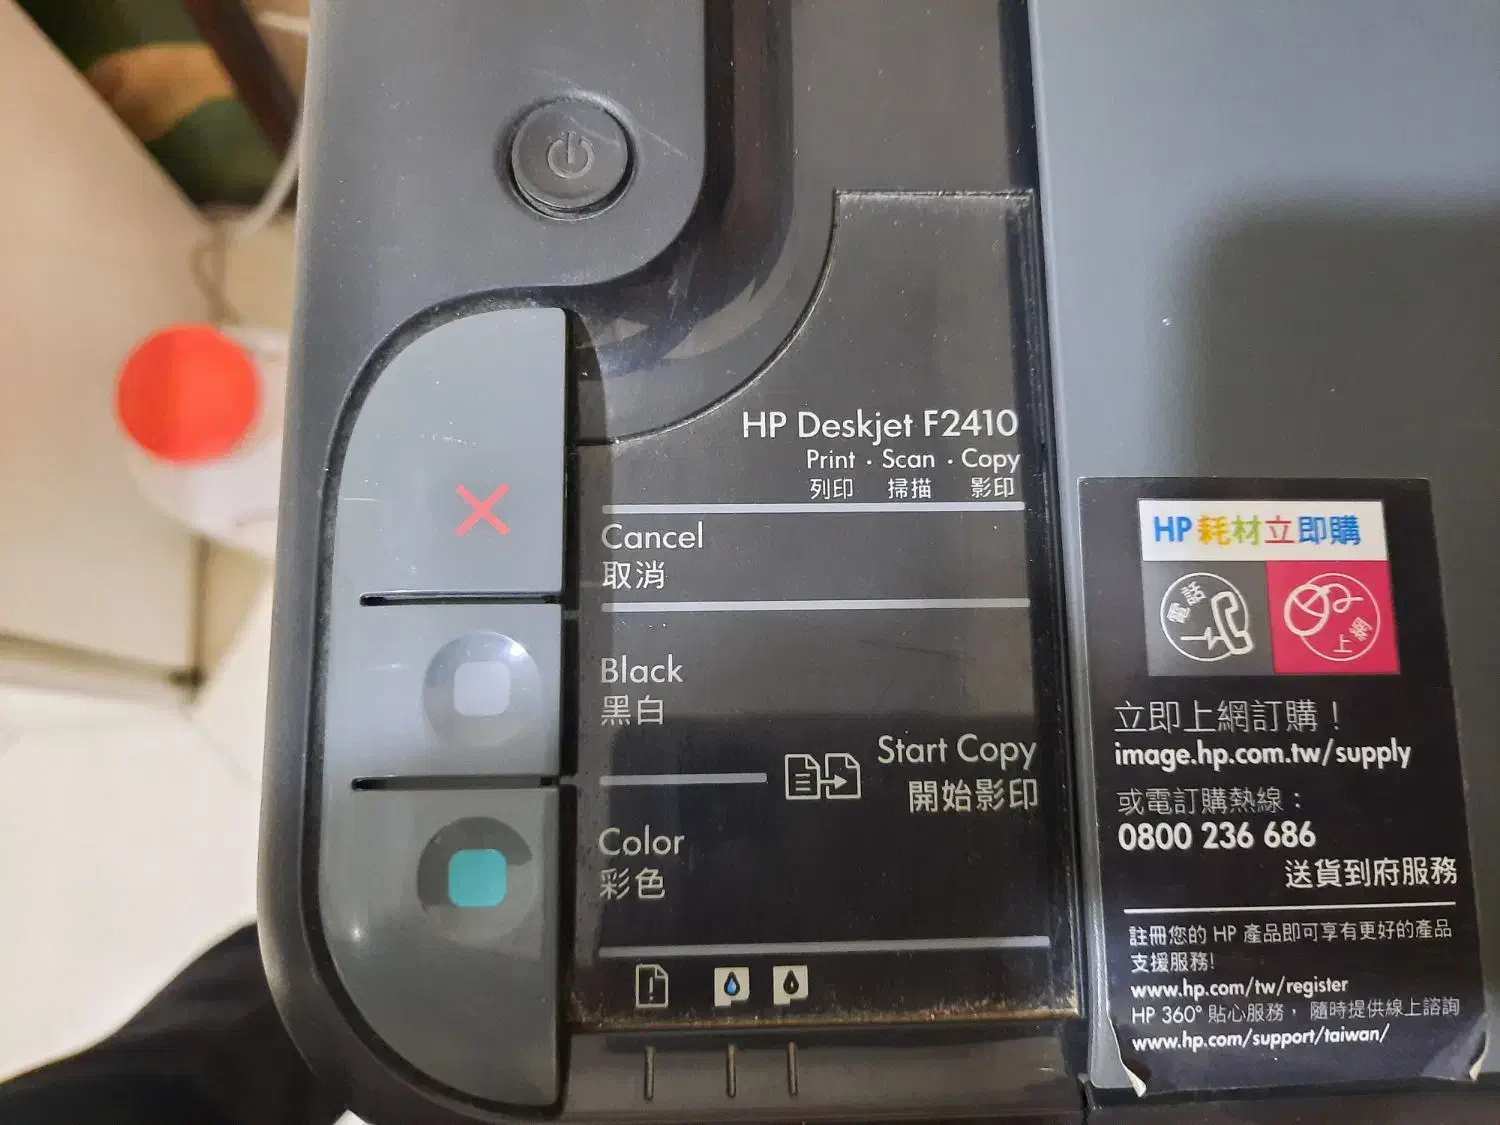 HP Deskjet F2410
Print · Scan · Copy
列印 掃描 影印
Cancel
取消
Black
黑白
Start Copy
開始影印
Color
彩色
HP 耗材立即購
電話
上網
立即上網訂購！
image.hp.com.tw/supply
或電訂購熱線：
0800 236 686
送貨到府服務
註冊您的 HP 產品即可享有更好的產品
支援服務!
www.hp.com/tw/register
HP 360° 貼心服務， 隨時提供線上諮詢
www.hp.com/support/taiwan/